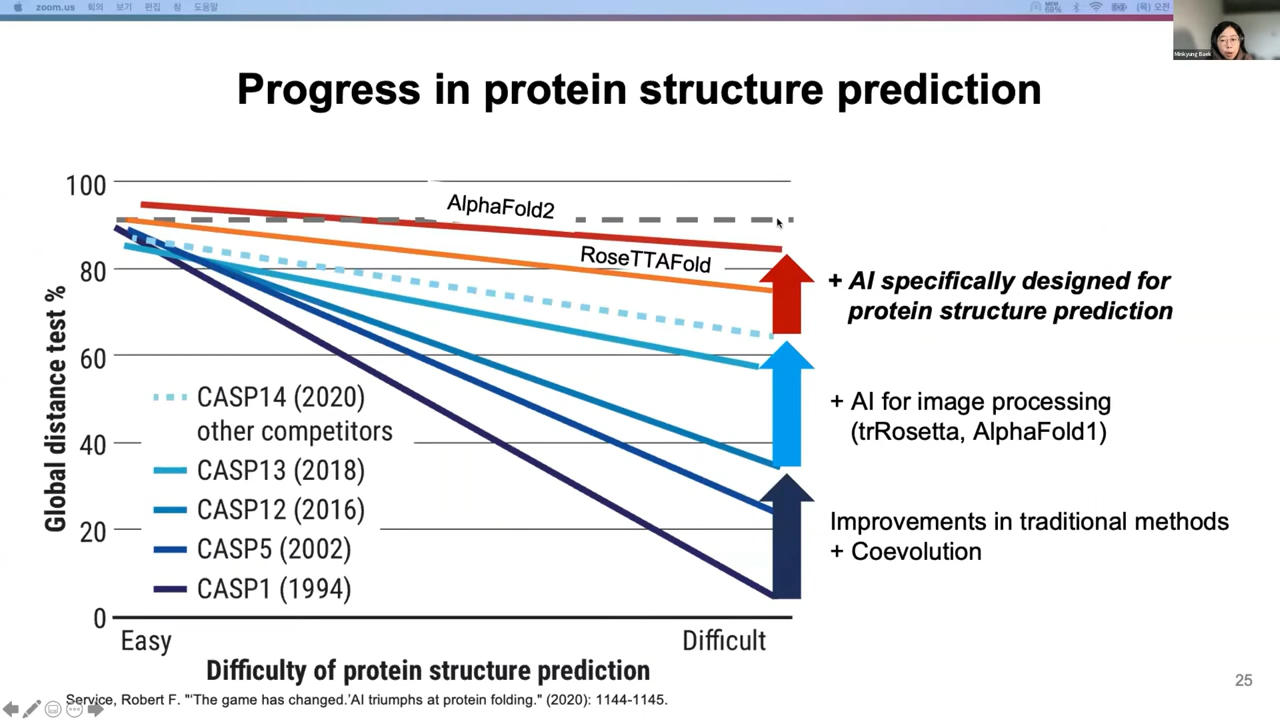 zoom.us 회의 보기 편집 창 도움말
(목) 오전
Minkyung Baek
Progress in protein structure prediction
100
80
60
40
20
0
Global distance test %
AlphaFold2
RoseTTAFold
CASP14 (2020)
other competitors
CASP13 (2018)
CASP12 (2016)
CASP5 (2002)
CASP1 (1994)
Easy
Difficult
Difficulty of protein structure prediction
+ AI specifically designed for
protein structure prediction
+ AI for image processing
(trRosetta, AlphaFold1)
Improvements in traditional methods
+ Coevolution
25
Service, Robert F. "'The game has changed.'AI triumphs at protein folding." (2020): 1144-1145.